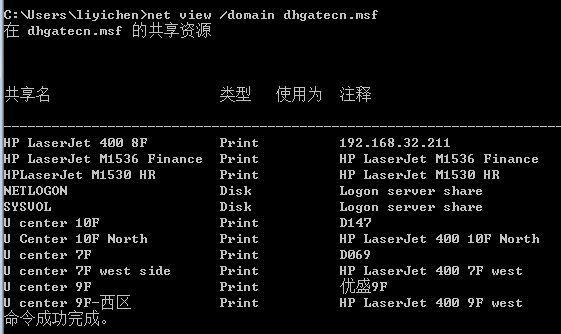 C:\Users\liyichen>net view /domain dhgatecn.msf
在 dhgatecn.msf 的共享资源
共享名 类型 使用为 注释
-------------------------------------------------------------------------------
HP LaserJet 400 8F Print 192.168.32.211
HP LaserJet M1536 Finance Print HP LaserJet M1536 Finance
HPLaserJet M1530 HR Print HP LaserJet M1530 HR
NETLOGON Disk Logon server share
SYSVOL Disk Logon server share
U center 10F Print D147
U Center 10F North Print HP LaserJet 400 10F North
U center 7F Print D069
U center 7F west side Print HP LaserJet 400 7F west
U center 9F Print 优盛9F
U center 9F-西区 Print HP LaserJet 400 9F west
命令成功完成。